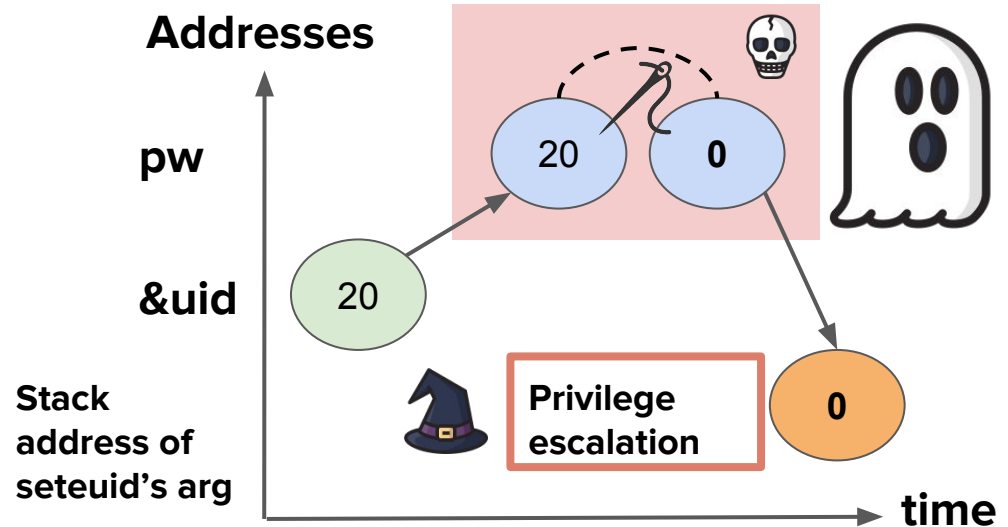 Addresses
pw
20
0
&uid
20
Stack
address of
seteuid's arg
Privilege
escalation
0
time